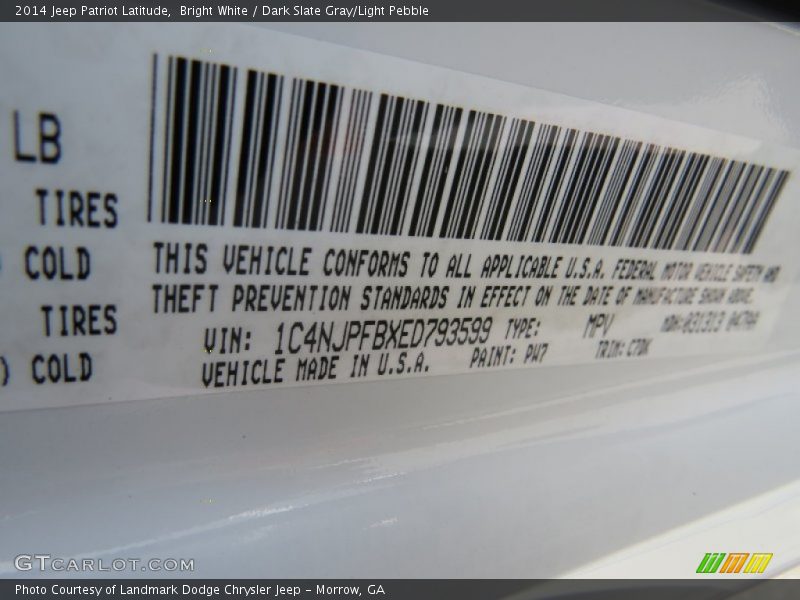 2014 Jeep Patriot Latitude,  Bright White / Dark Slate Gray/Light Pebble
LB
TIRES
COLD
TIRES
) COLD
THIS VEHICLE CONFORMS TO ALL APPLICABLE U.S.A. FEDERAL MOTOR VEHICLE SAFETY AND
THEFT PREVENTION STANDARDS IN EFFECT ON THE DATE OF MANUFACTURE SHOWN ABOVE.
VIN: 1C4NJPFBXED793599 TYPE: MPV
VEHICLE MADE IN U.S.A. PAINT: PW7 TRIM:
GTCARLOT.COM
Photo Courtesy of Landmark Dodge Chrysler Jeep – Morrow, GA